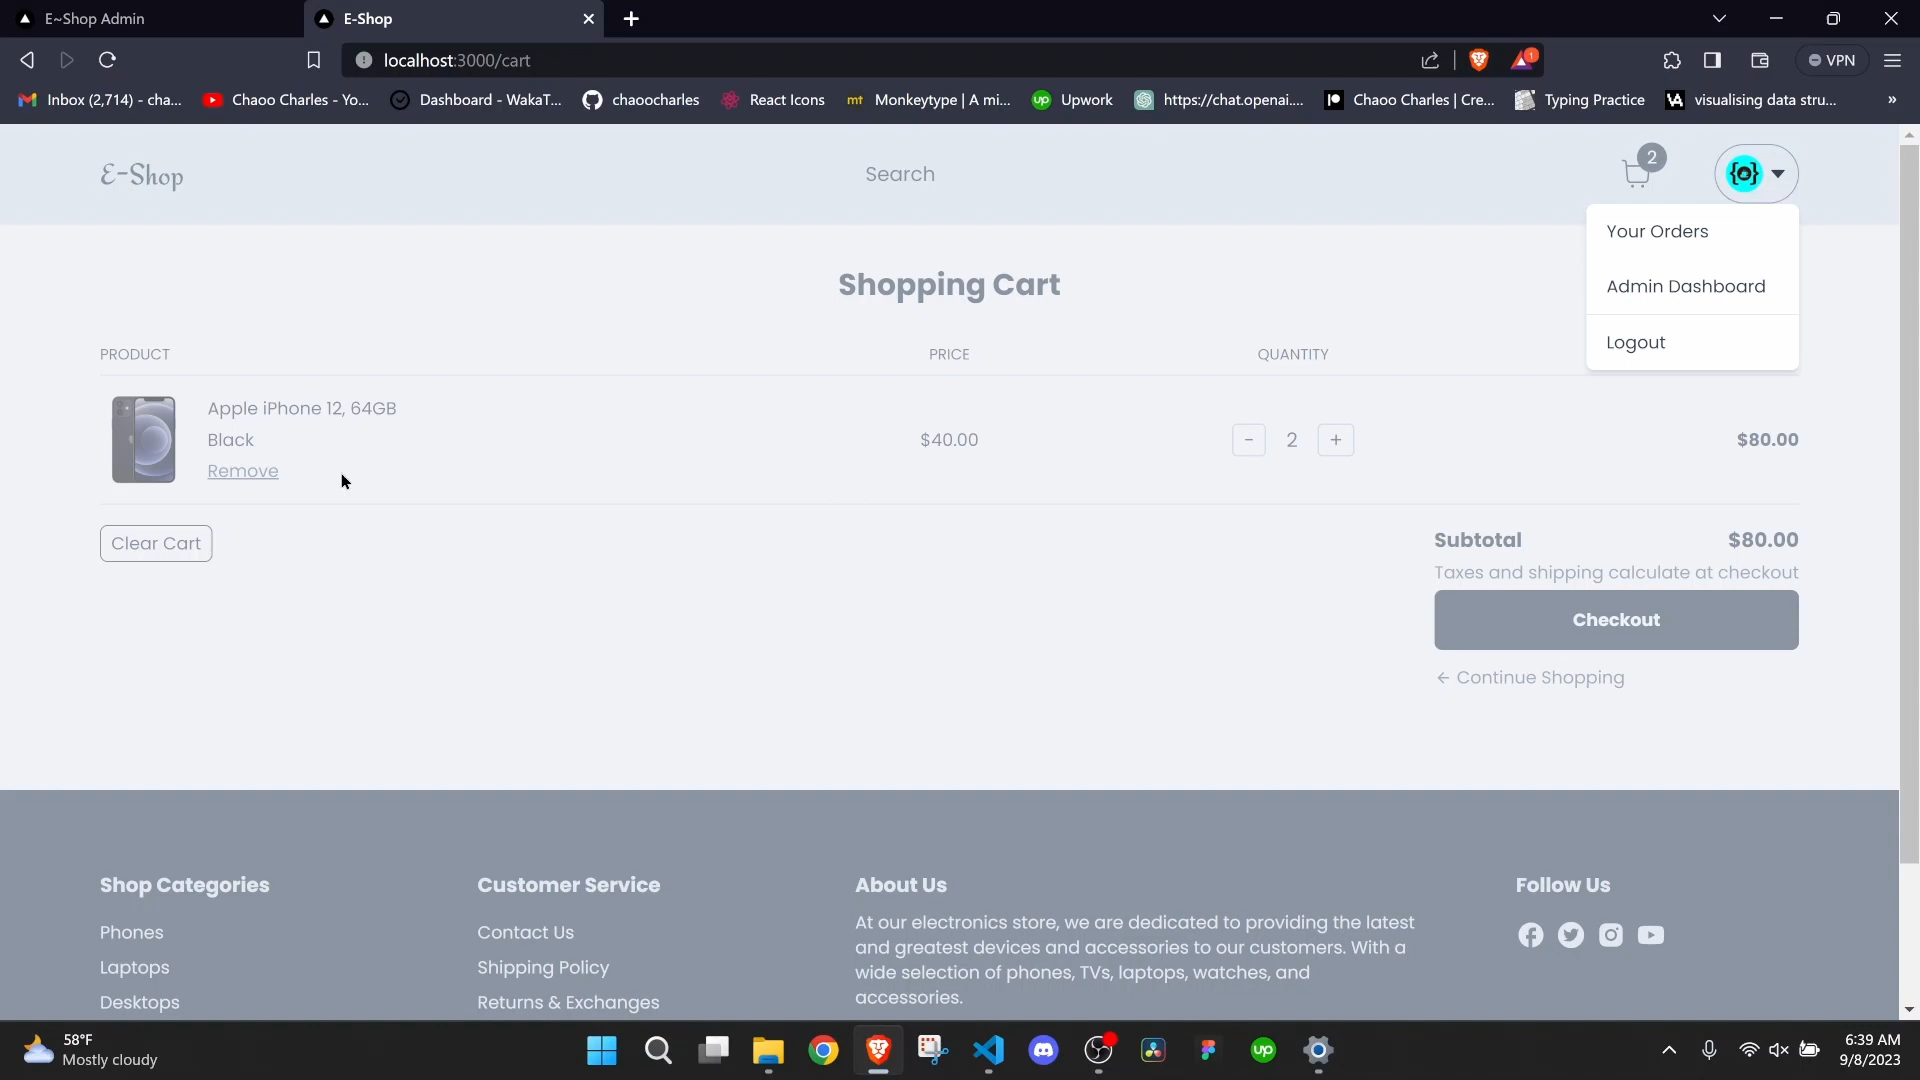 E~Shop Admin
E-Shop
localhost:3000/cart
1
VPN
Inbox (2,714) - cha...
Chaoo Charles - Yo...
Dashboard - WakaT...
chaoocharles
React Icons
mt Monkeytype | A mi...
up Upwork
https://chat.openai....
Chaoo Charles | Cre...
Typing Practice
visualising data stru...
»
E-Shop
Search
2
Your Orders
Admin Dashboard
Logout
Shopping Cart
PRODUCT
PRICE
QUANTITY
Apple iPhone 12, 64GB
Black
Remove
$40.00
- 2 +
$80.00
Clear Cart
Subtotal $80.00
Taxes and shipping calculate at checkout
Checkout
← Continue Shopping
Shop Categories
Phones
Laptops
Desktops
Customer Service
Contact Us
Shipping Policy
Returns & Exchanges
About Us
At our electronics store, we are dedicated to providing the latest
and greatest devices and accessories to our customers. With a
wide selection of phones, TVs, laptops, watches, and
accessories.
Follow Us
58°F
Mostly cloudy
up
6:39 AM
9/8/2023